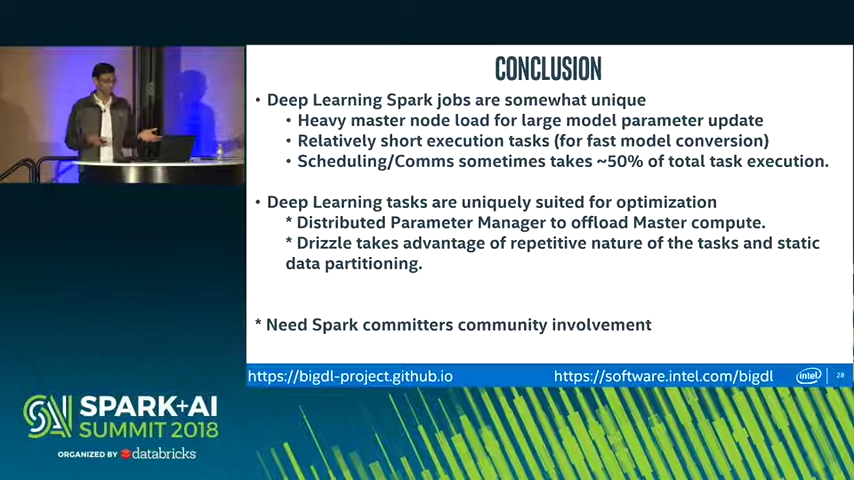 CONCLUSION
• Deep Learning Spark jobs are somewhat unique
• Heavy master node load for large model parameter update
• Relatively short execution tasks (for fast model conversion)
• Scheduling/Comms sometimes takes ~50% of total task execution.
• Deep Learning tasks are uniquely suited for optimization
* Distributed Parameter Manager to offload Master compute.
* Drizzle takes advantage of repetitive nature of the tasks and static
data partitioning.
* Need Spark committers community involvement
https://bigdl-project.github.io
https://software.intel.com/bigdl
intel
28
SAI
SPARK+AI
SUMMIT 2018
ORGANIZED BY databricks